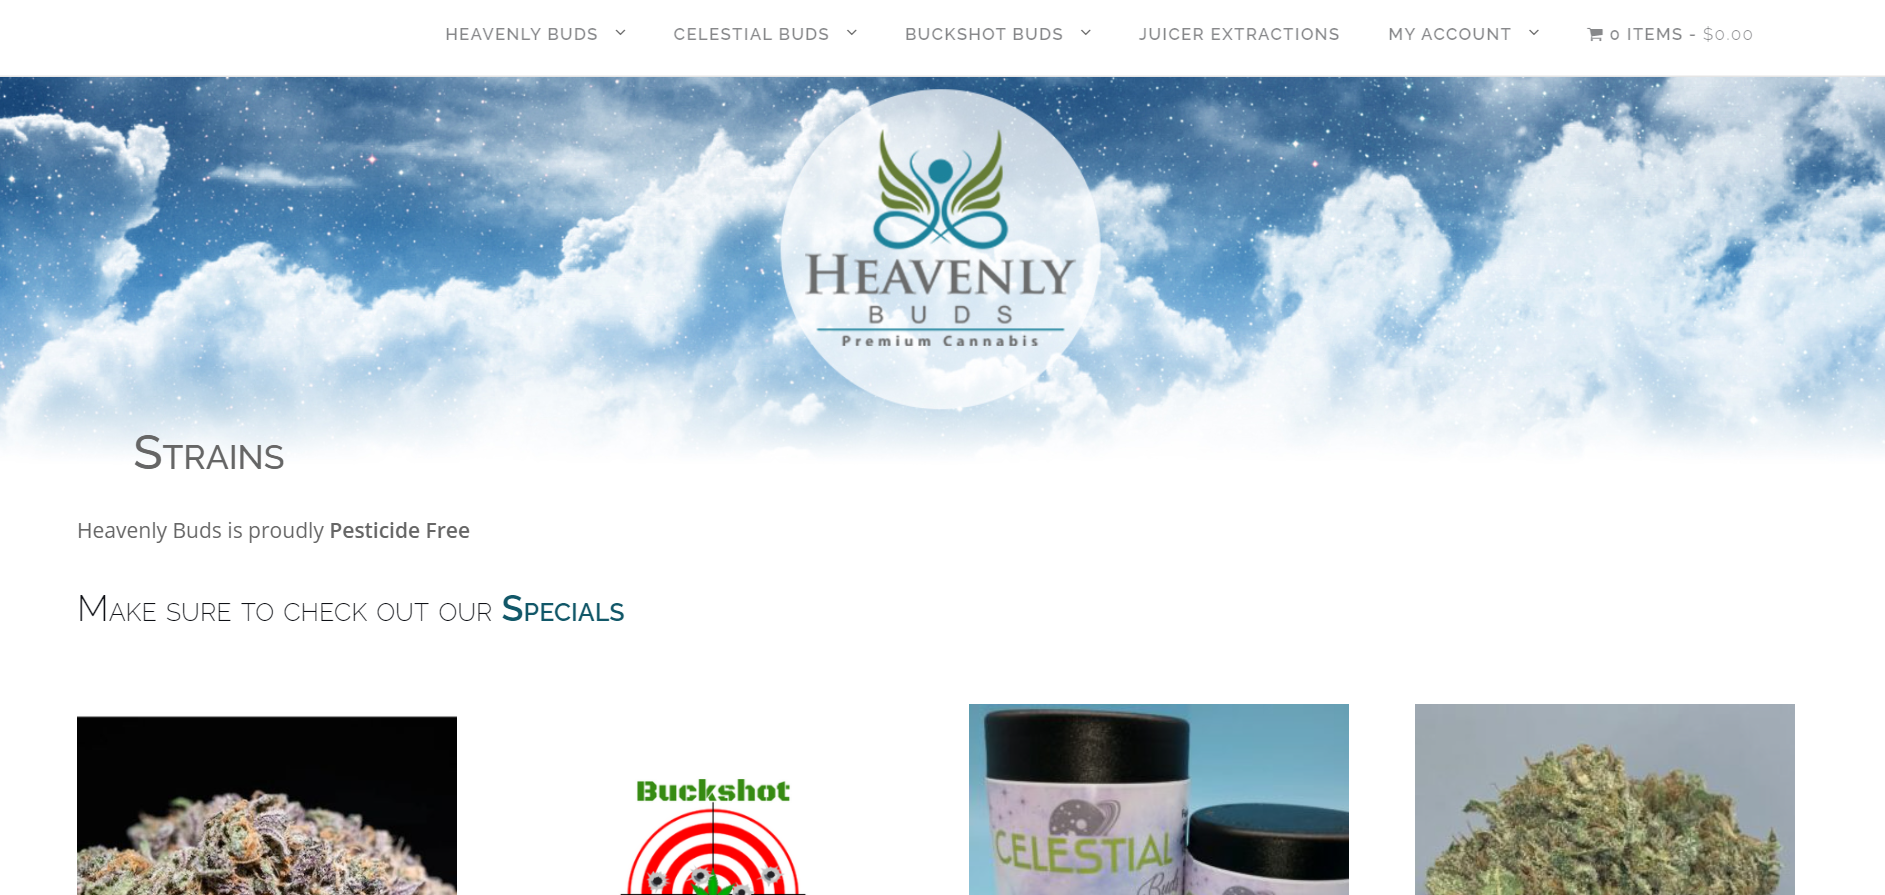 HEAVENLY BUDS CELESTIAL BUDS BUCKSHOT BUDS JUICER EXTRACTIONS MY ACCOUNT 0 ITEMS - $0.00
HEAVENLY
BUDS
Premium Cannabis
STRAINS
Heavenly Buds is proudly Pesticide Free
MAKE SURE TO CHECK OUT OUR SPECIALS
Buckshot
CELESTIAL
Buds